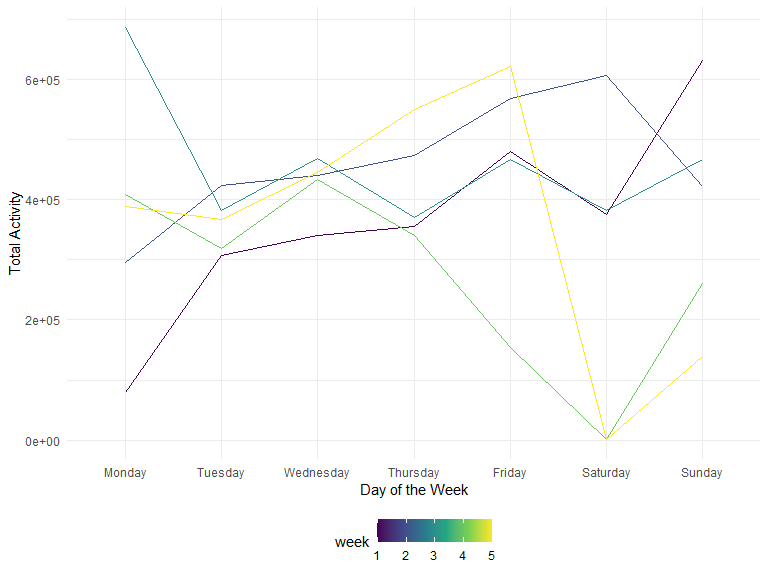 6e+05
4e+05
2e+05
0e+00
Total Activity
Monday Tuesday Wednesday Thursday Friday Saturday Sunday
Day of the Week
week
1 2 3 4 5